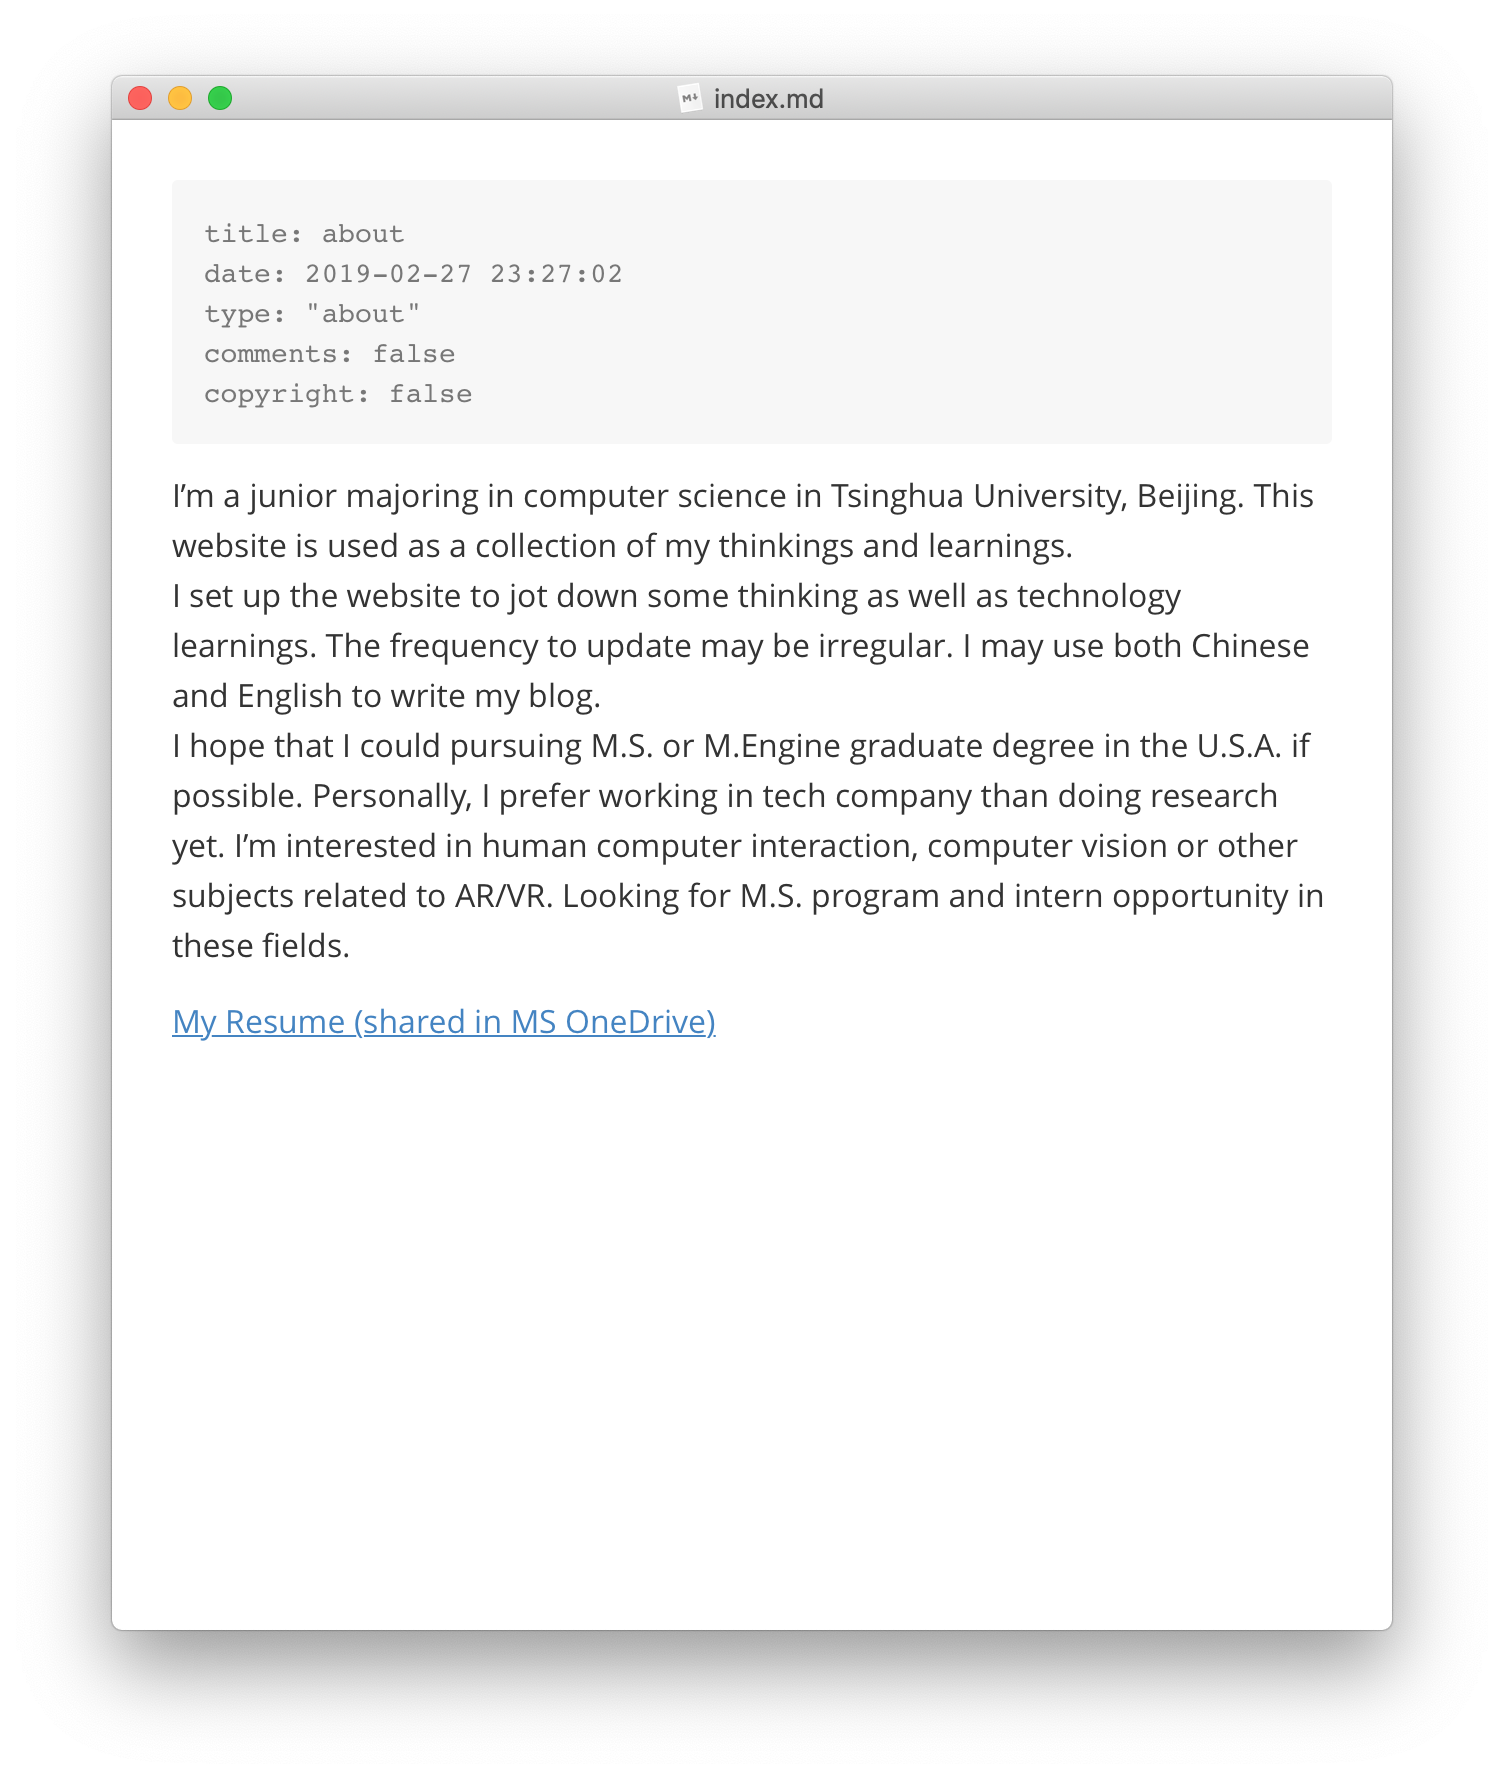 index.md
title: about
date: 2019-02-27 23:27:02
type: "about"
comments: false
copyright: false
I’m a junior majoring in computer science in Tsinghua University, Beijing. This
website is used as a collection of my thinkings and learnings.
I set up the website to jot down some thinking as well as technology
learnings. The frequency to update may be irregular. I may use both Chinese
and English to write my blog.
I hope that I could pursuing M.S. or M.Engine graduate degree in the U.S.A. if
possible. Personally, I prefer working in tech company than doing research
yet. I’m interested in human computer interaction, computer vision or other
subjects related to AR/VR. Looking for M.S. program and intern opportunity in
these fields.
My Resume (shared in MS OneDrive)